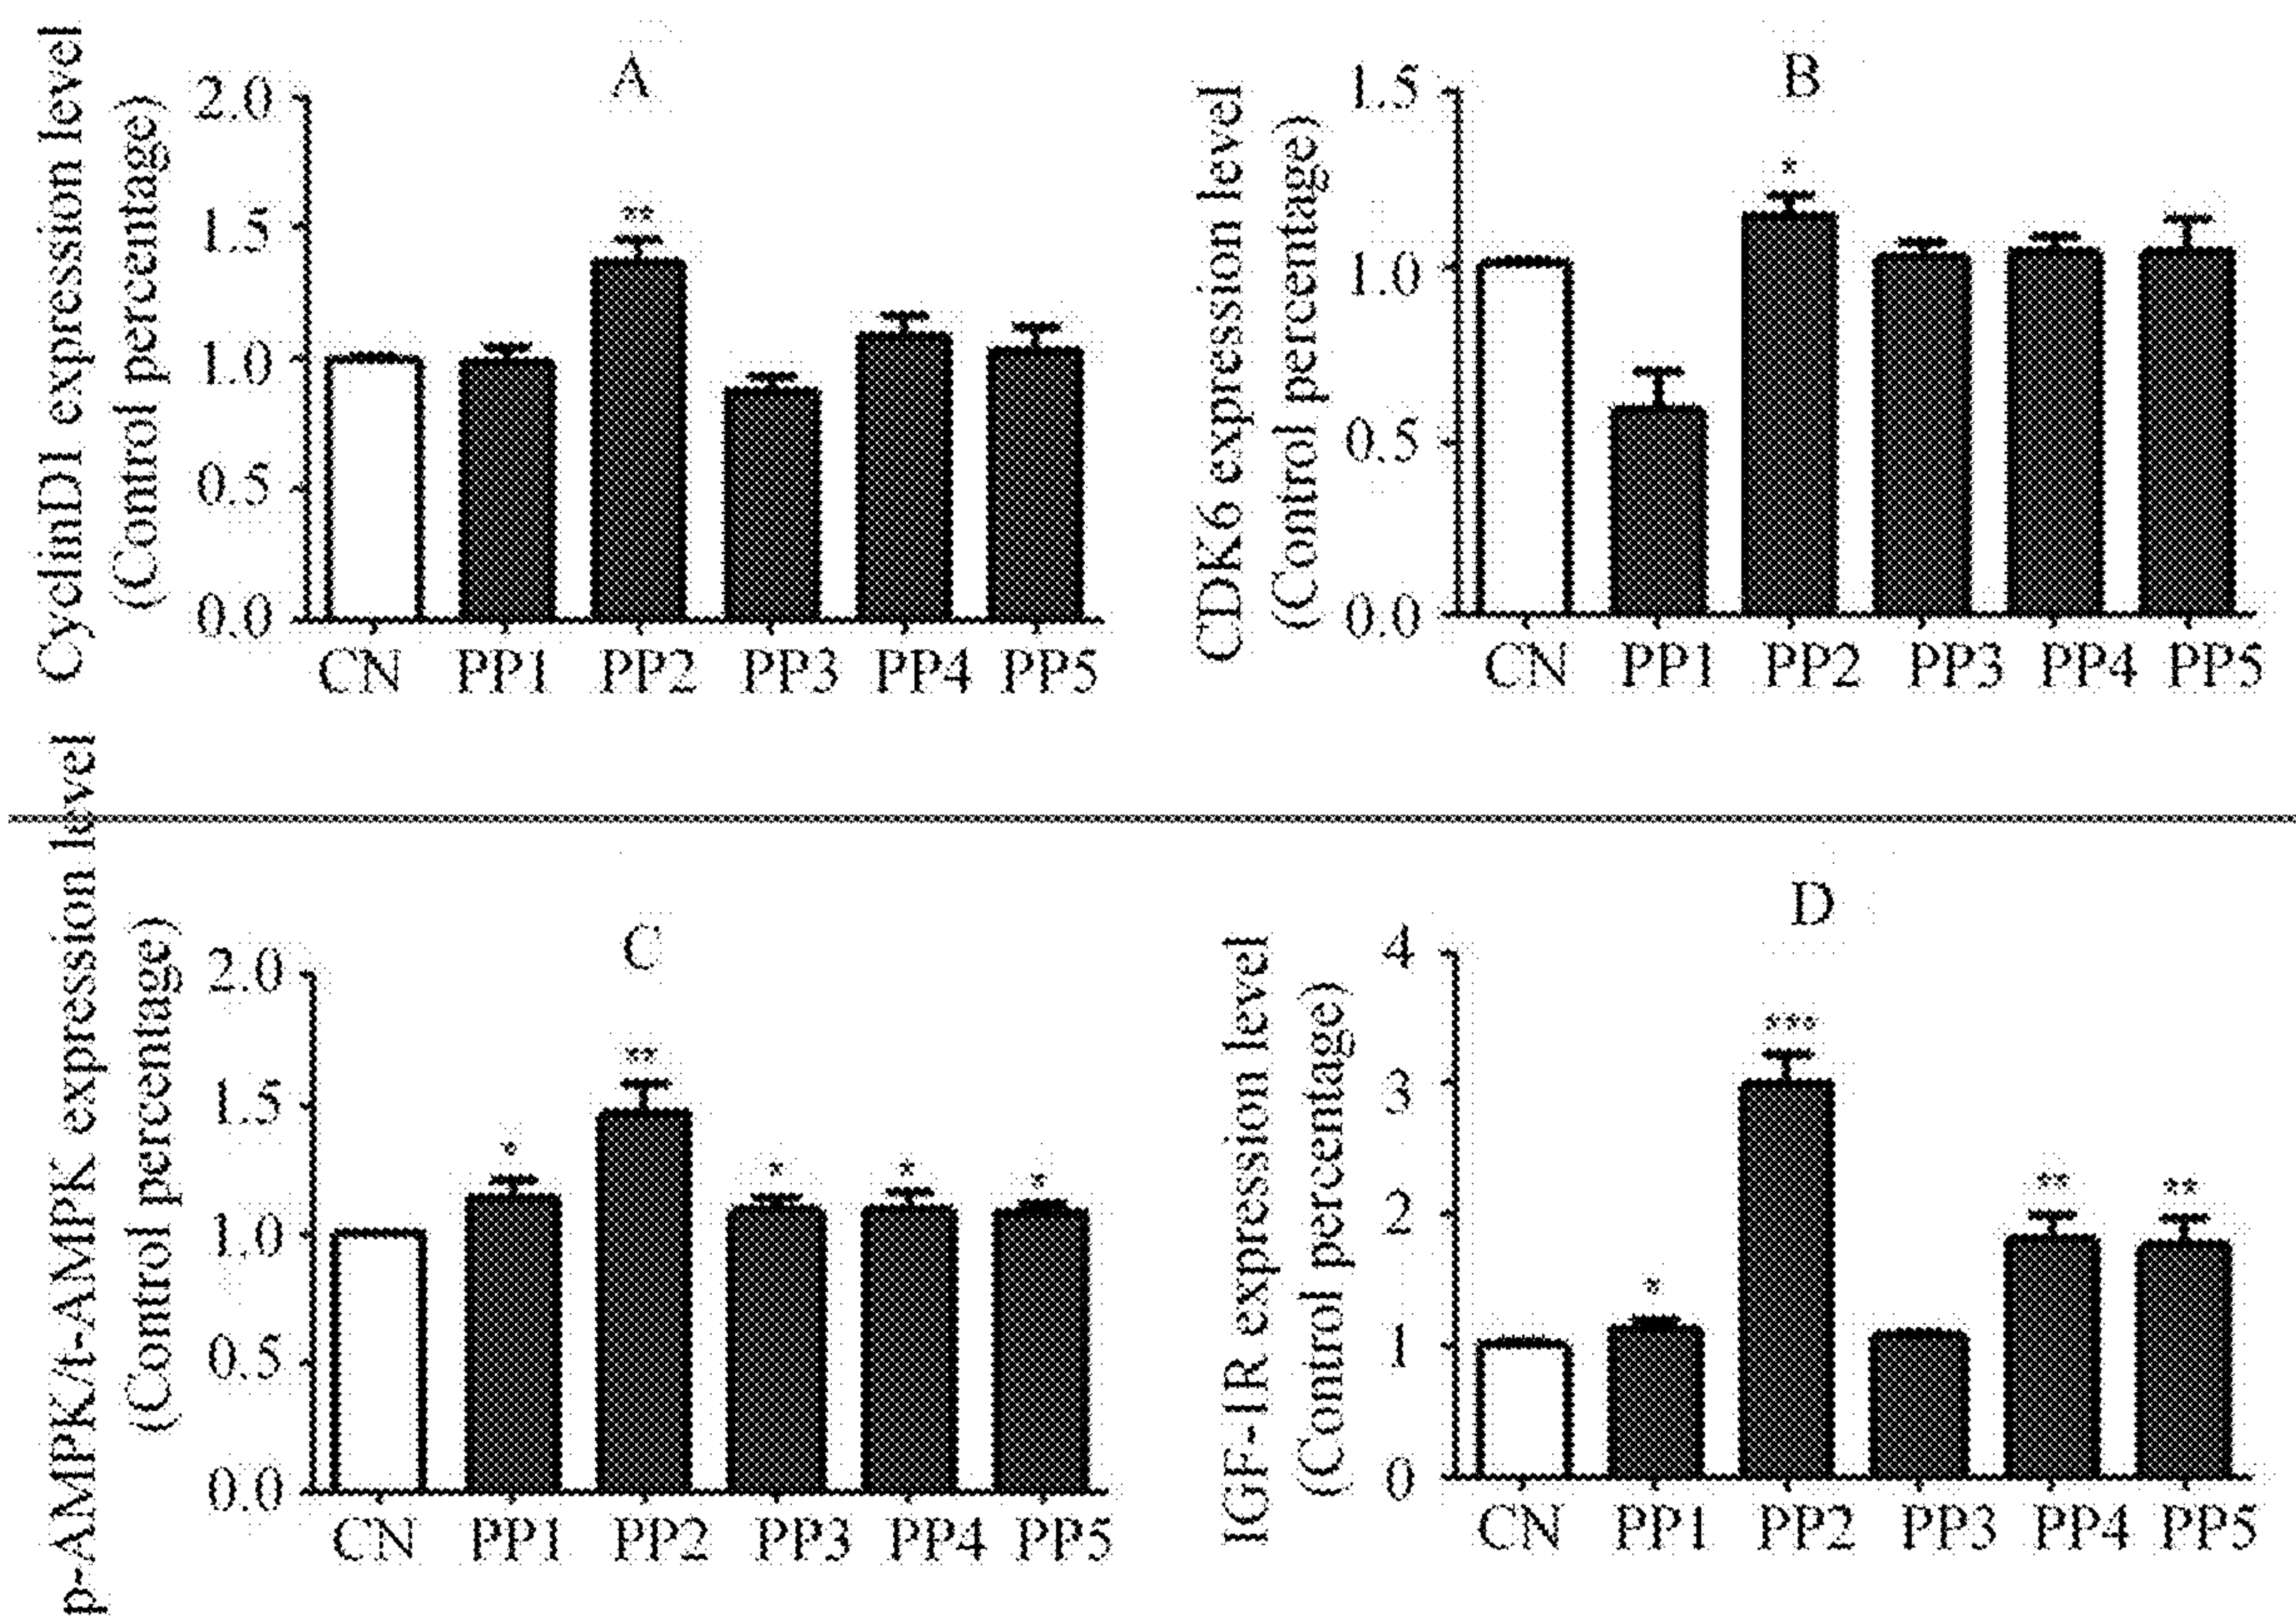 A
CyclinD1 expression level
(Control percentage)
2.0
1.5
1.0
0.5
0.0
**
CN PP1 PP2 PP3 PP4 PP5
B
CDK6 expression level
(Control percentage)
1.5
1.0
0.5
0.0
*
CN PP1 PP2 PP3 PP4 PP5
C
p-AMPK/t-AMPK expression level
(Control percentage)
2.0
1.5
1.0
0.5
0.0
* ** * * *
CN PP1 PP2 PP3 PP4 PP5
D
IGF-IR expression level
(Control percentage)
4
3
2
1
0
* *** ** **
CN PP1 PP2 PP3 PP4 PP5